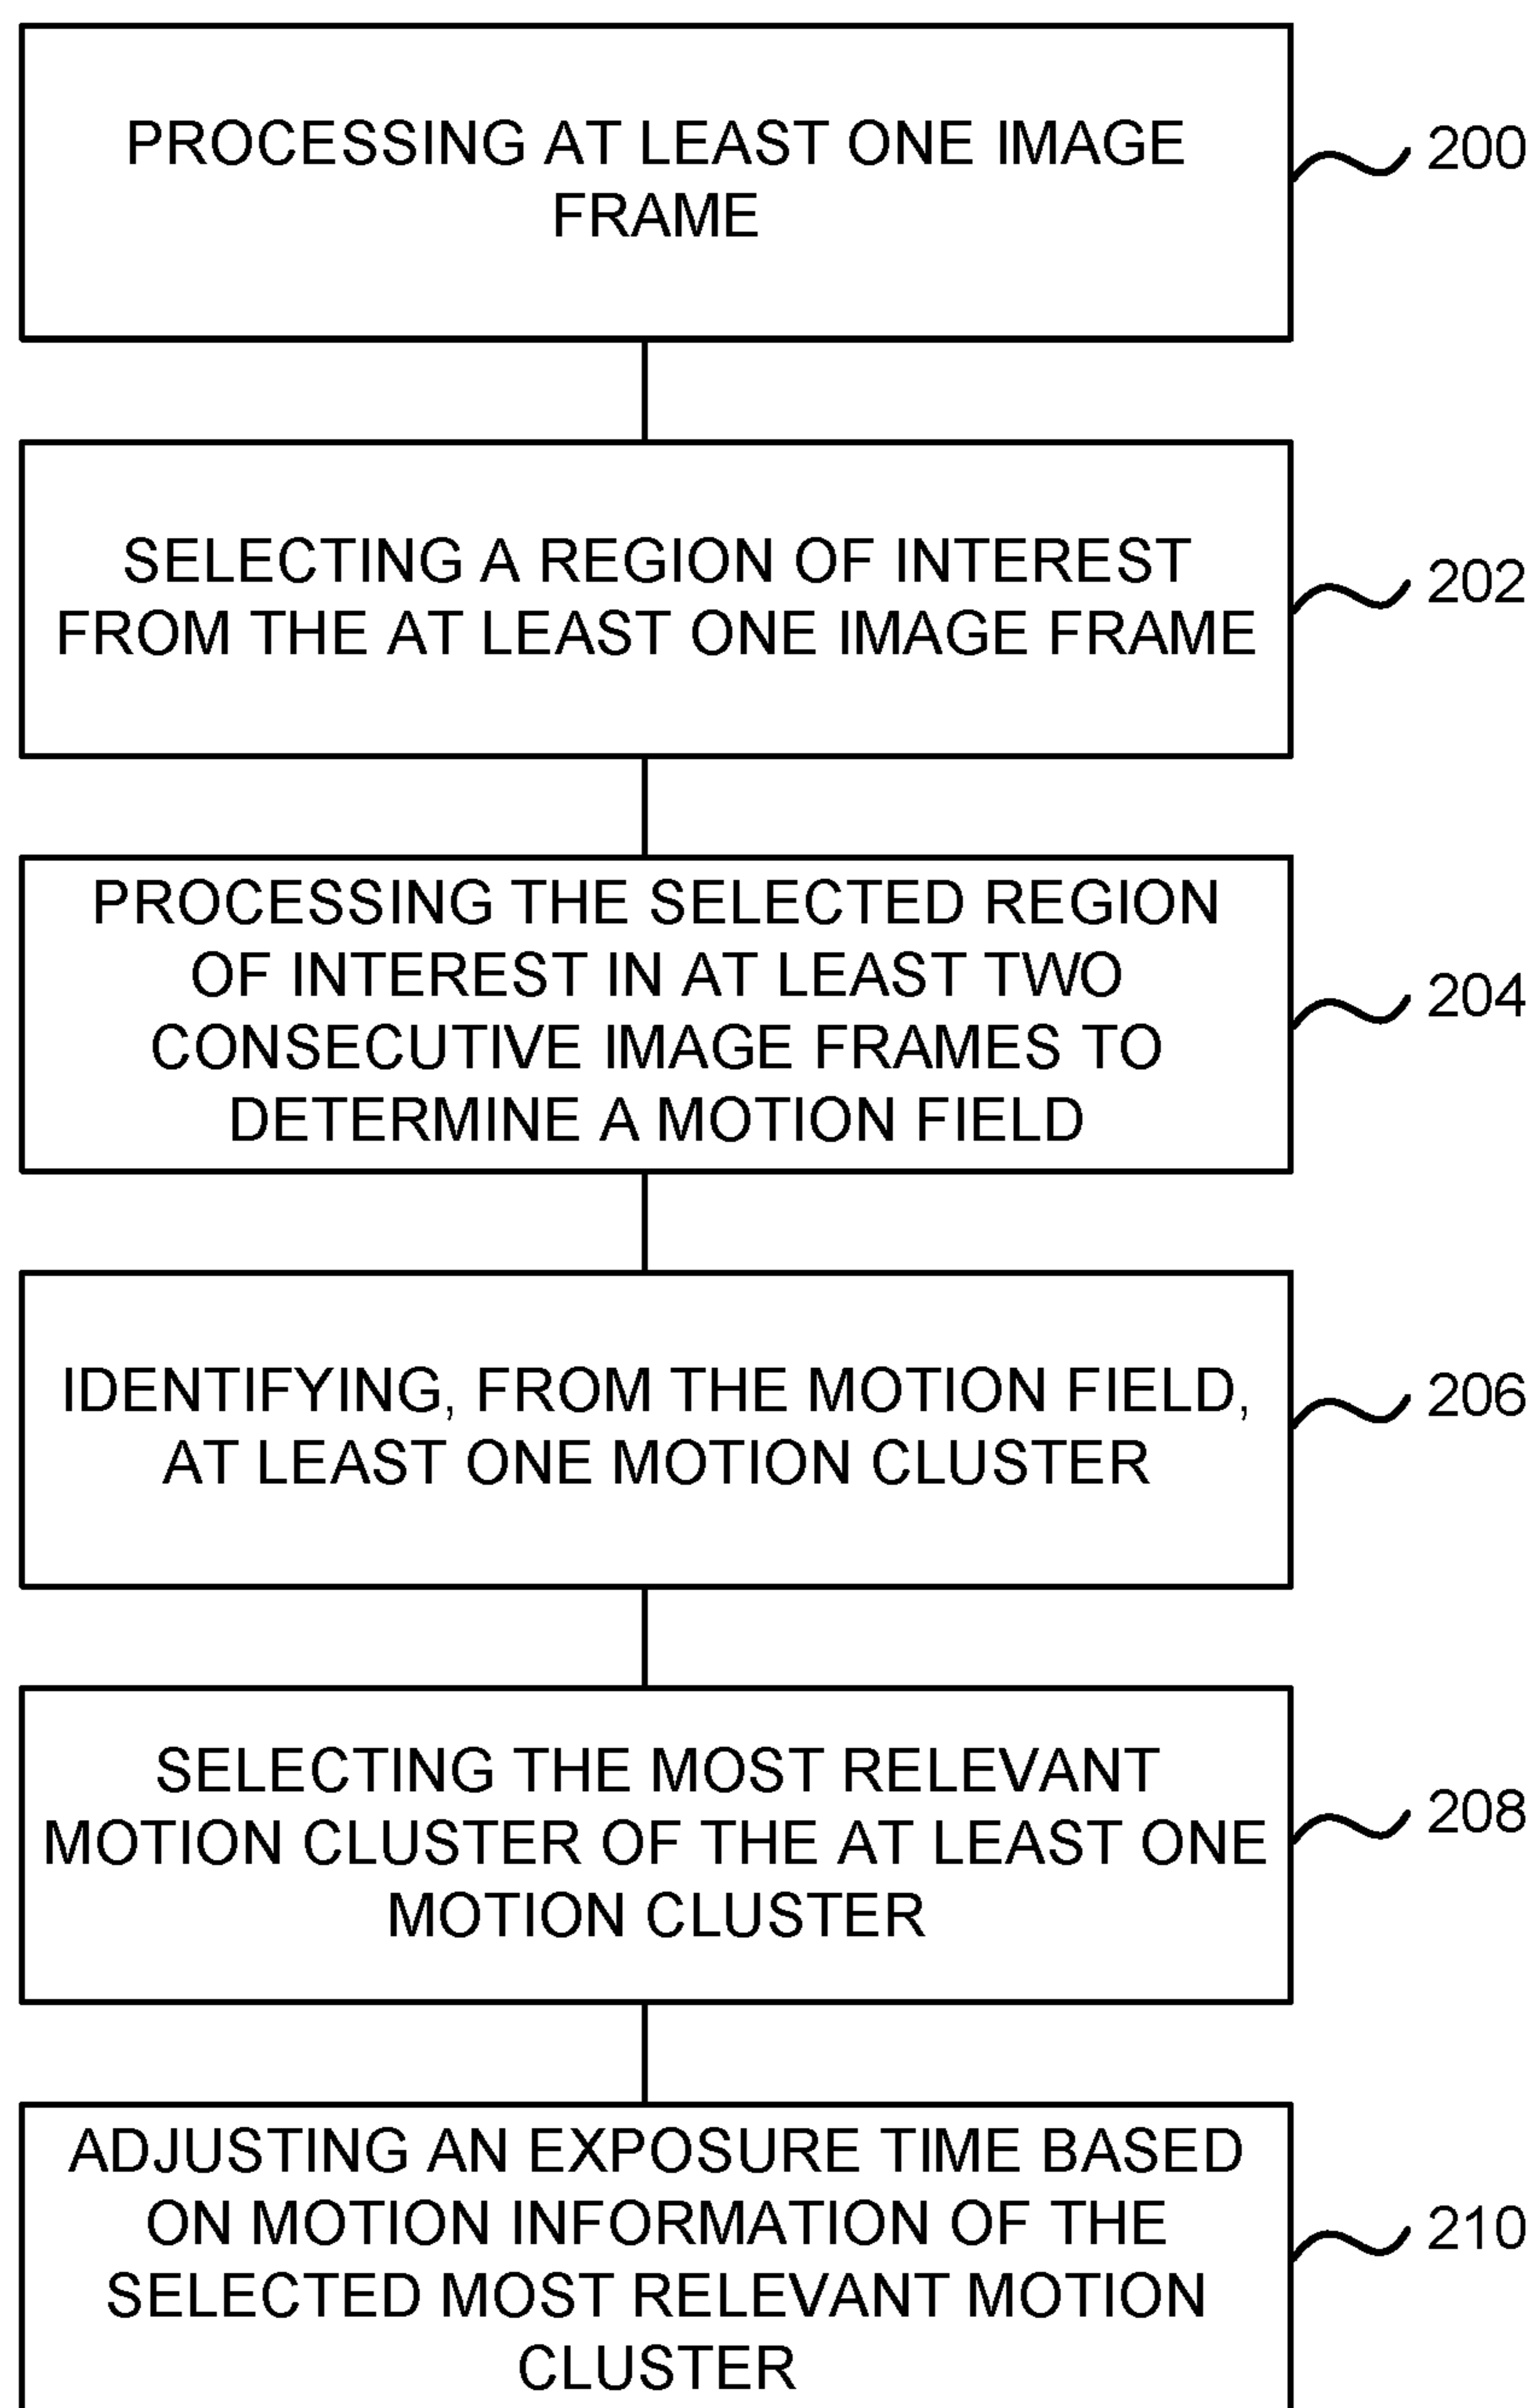 PROCESSING AT LEAST ONE IMAGE
FRAME
200
SELECTING A REGION OF INTEREST
FROM THE AT LEAST ONE IMAGE FRAME
202
PROCESSING THE SELECTED REGION
OF INTEREST IN AT LEAST TWO
CONSECUTIVE IMAGE FRAMES TO
DETERMINE A MOTION FIELD
204
IDENTIFYING, FROM THE MOTION FIELD,
AT LEAST ONE MOTION CLUSTER
206
SELECTING THE MOST RELEVANT
MOTION CLUSTER OF THE AT LEAST ONE
MOTION CLUSTER
208
ADJUSTING AN EXPOSURE TIME BASED
ON MOTION INFORMATION OF THE
SELECTED MOST RELEVANT MOTION
CLUSTER
210